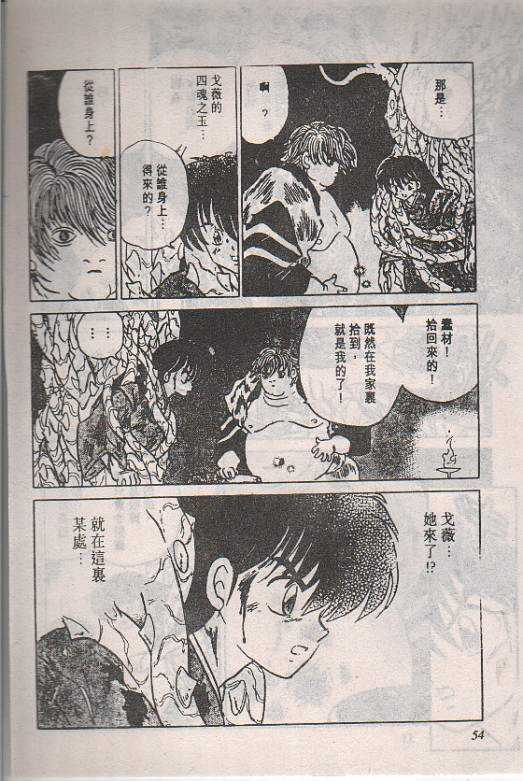 那是…
啊？
戈薇的
四魂之玉…
從誰身上…
得來的？
從誰身上？
蠢材！
拾回來的！
既然在我家裏
拾到，
就是我的了！
…
…
戈薇…
她來了!?
就在這裏
某處…
54